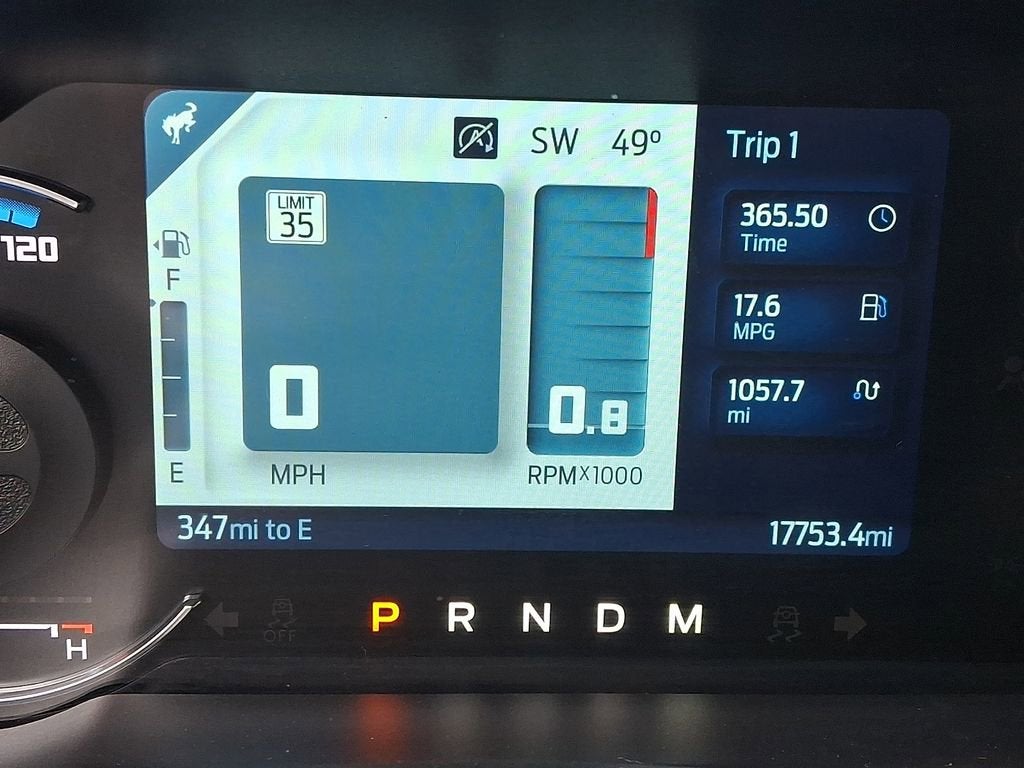 SW 49°
Trip 1
120
LIMIT
35
365.50
Time
F
17.6
MPG
1057.7
mi
0
0.8
E
MPH
RPMx1000
347mi to E
17753.4mi
P R N D M
OFF
H